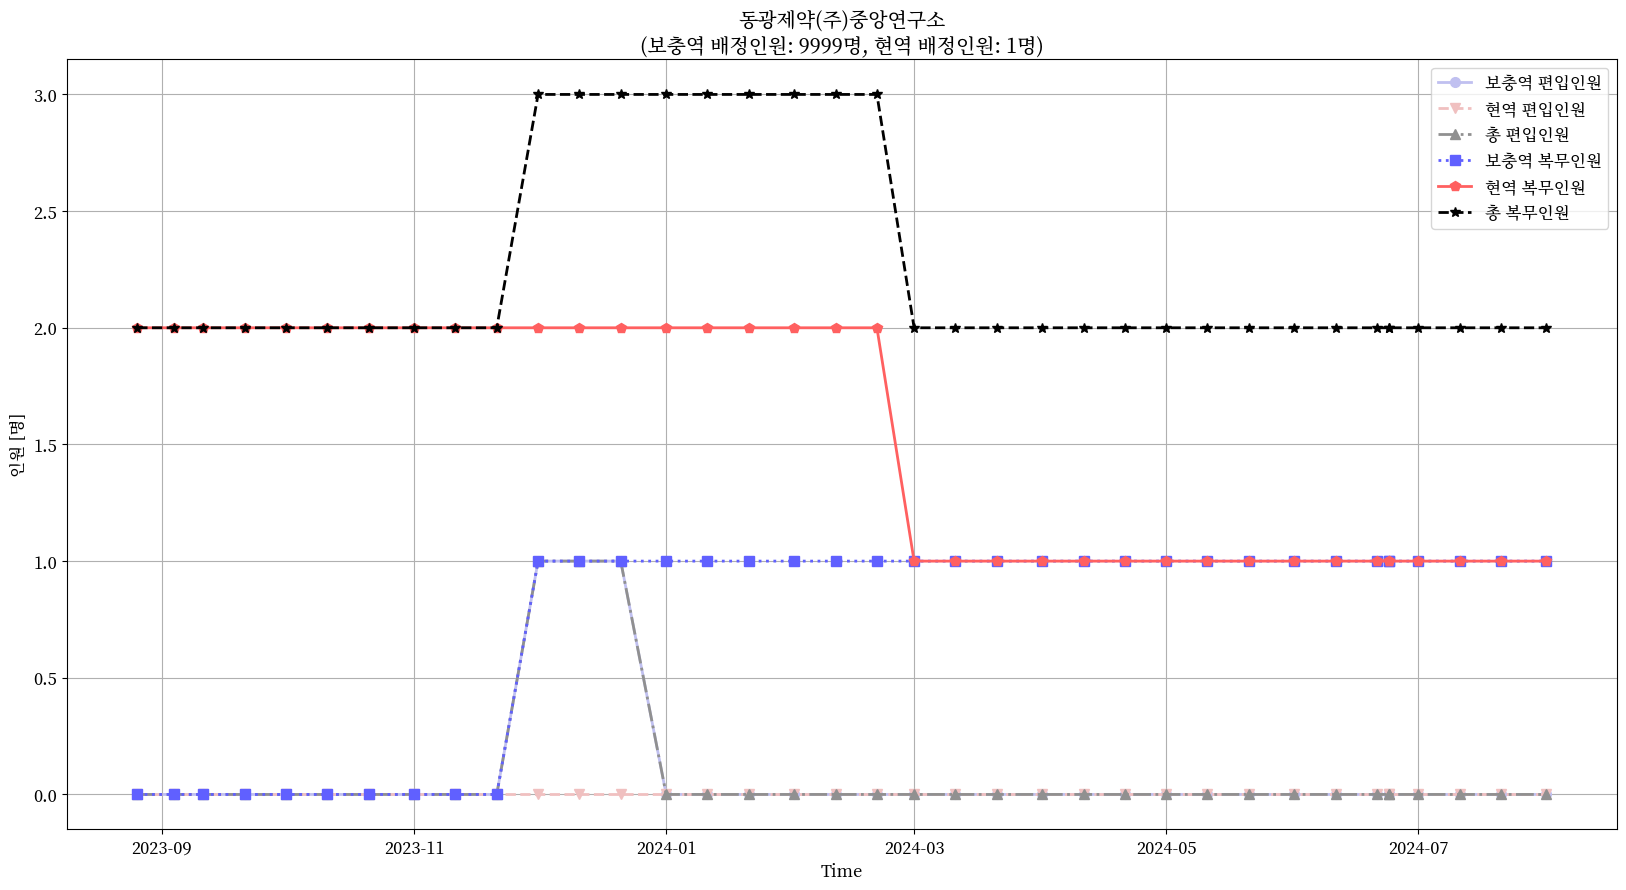 동광제약(주)중앙연구소
(보충역 배정인원: 9999명, 현역 배정인원: 1명)
보충역 편입인원
현역 편입인원
총 편입인원
보충역 복무인원
현역 복무인원
총 복무인원
인원 [명]
3.0
2.5
2.0
1.5
1.0
0.5
0.0
2023-09
2023-11
2024-01
2024-03
2024-05
2024-07
Time